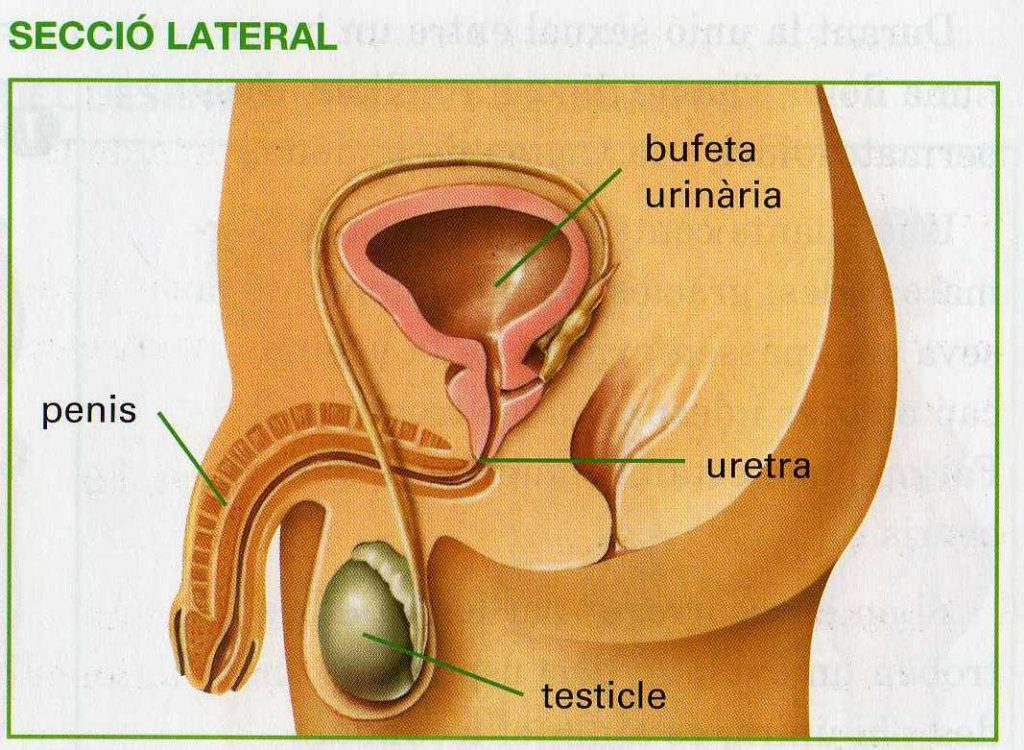 SECCIÓ LATERAL
bufeta
urinària
penis
uretra
testicle